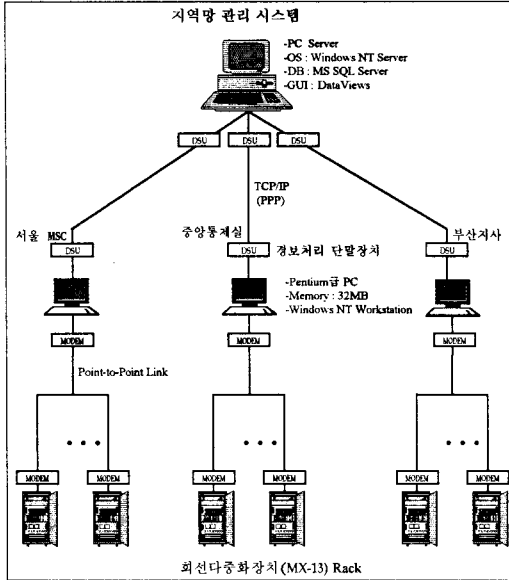 지역망 관리 시스템
-PC Server
-OS : Windows NT Server
-DB : MS SQL Server
-GUI : DataViews
DSU DSU DSU
TCP/IP
(PPP)
서울 MSC 중앙통제실 부산지사
DSU DSU 경보처리 단말장치 DSU
-Pentium급 PC
-Memory : 32MB
-Windows NT Workstation
MODEM MODEM MODEM
Point-to-Point Link
MODEM MODEM MODEM MODEM MODEM MODEM
회선다중화장치(MX-13) Rack